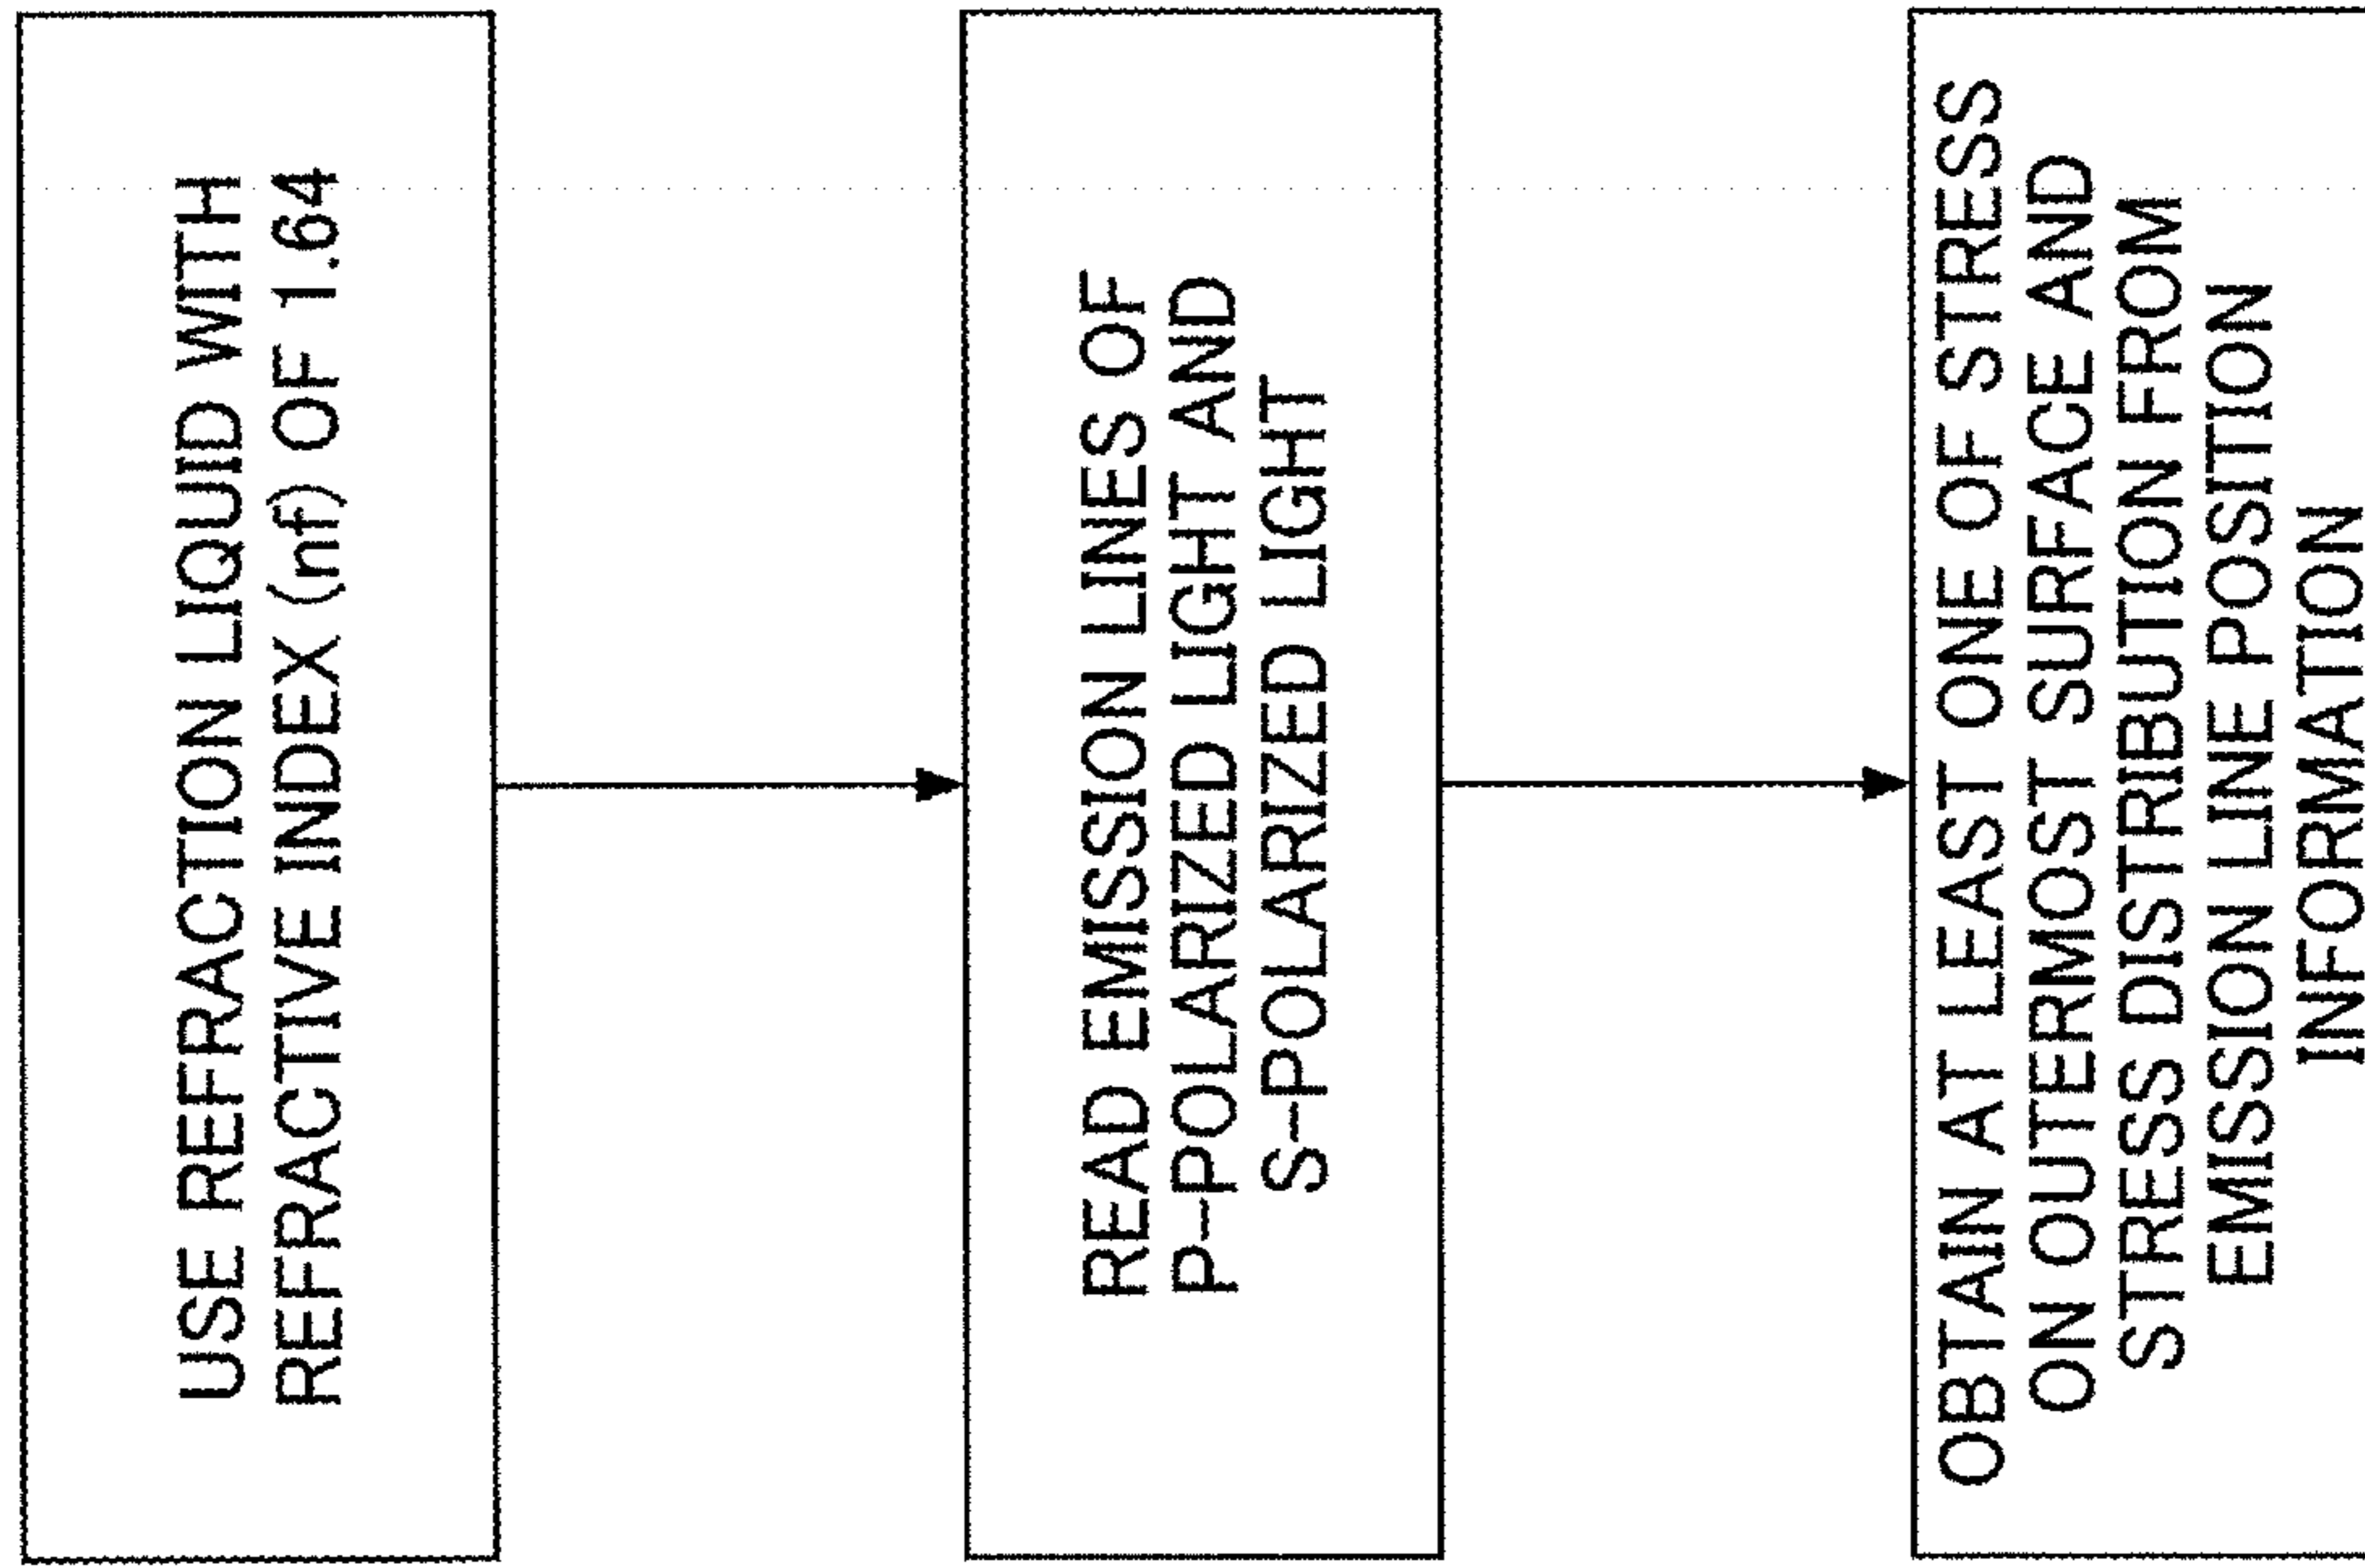 USE REFRACTION LIQUID WITH
REFRACTIVE INDEX (nf) OF 1.64
READ EMISSION LINES OF
P-POLARIZED LIGHT AND
S-POLARIZED LIGHT
OBTAIN AT LEAST ONE OF STRESS
ON OUTERMOST SURFACE AND
STRESS DISTRIBUTION FROM
EMISSION LINE POSITION
INFORMATION